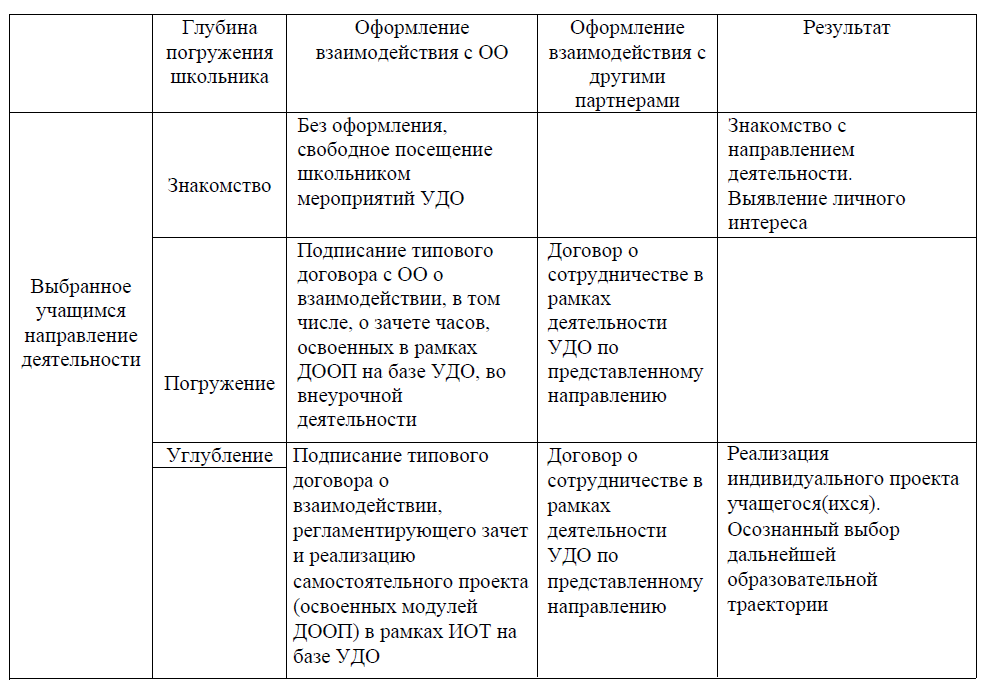 Глубина
погружения
школьника
Оформление
взаимодействия с ОО
Оформление
взаимодействия с
другими
партнерами
Результат
Выбранное
учащимся
направление
деятельности
Знакомство
Без оформления,
свободное посещение
школьником
мероприятий УДО
Знакомство с
направлением
деятельности.
Выявление личного
интереса
Погружение
Подписание типового
договора с ОО о
взаимодействии, в том
числе, о зачете часов,
освоенных в рамках
ДООП на базе УДО, во
внеурочной
деятельности
Договор о
сотрудничестве в
рамках
деятельности
УДО по
представленному
направлению
Углубление
Подписание типового
договора о
взаимодействии,
регламентирующего зачет
и реализацию
самостоятельного проекта
(освоенных модулей
ДООП) в рамках ИОТ на
базе УДО
Договор о
сотрудничестве в
рамках
деятельности
УДО по
представленному
направлению
Реализация
индивидуального проекта
учащегося(ихся).
Осознанный выбор
дальнейшей
образовательной
траектории